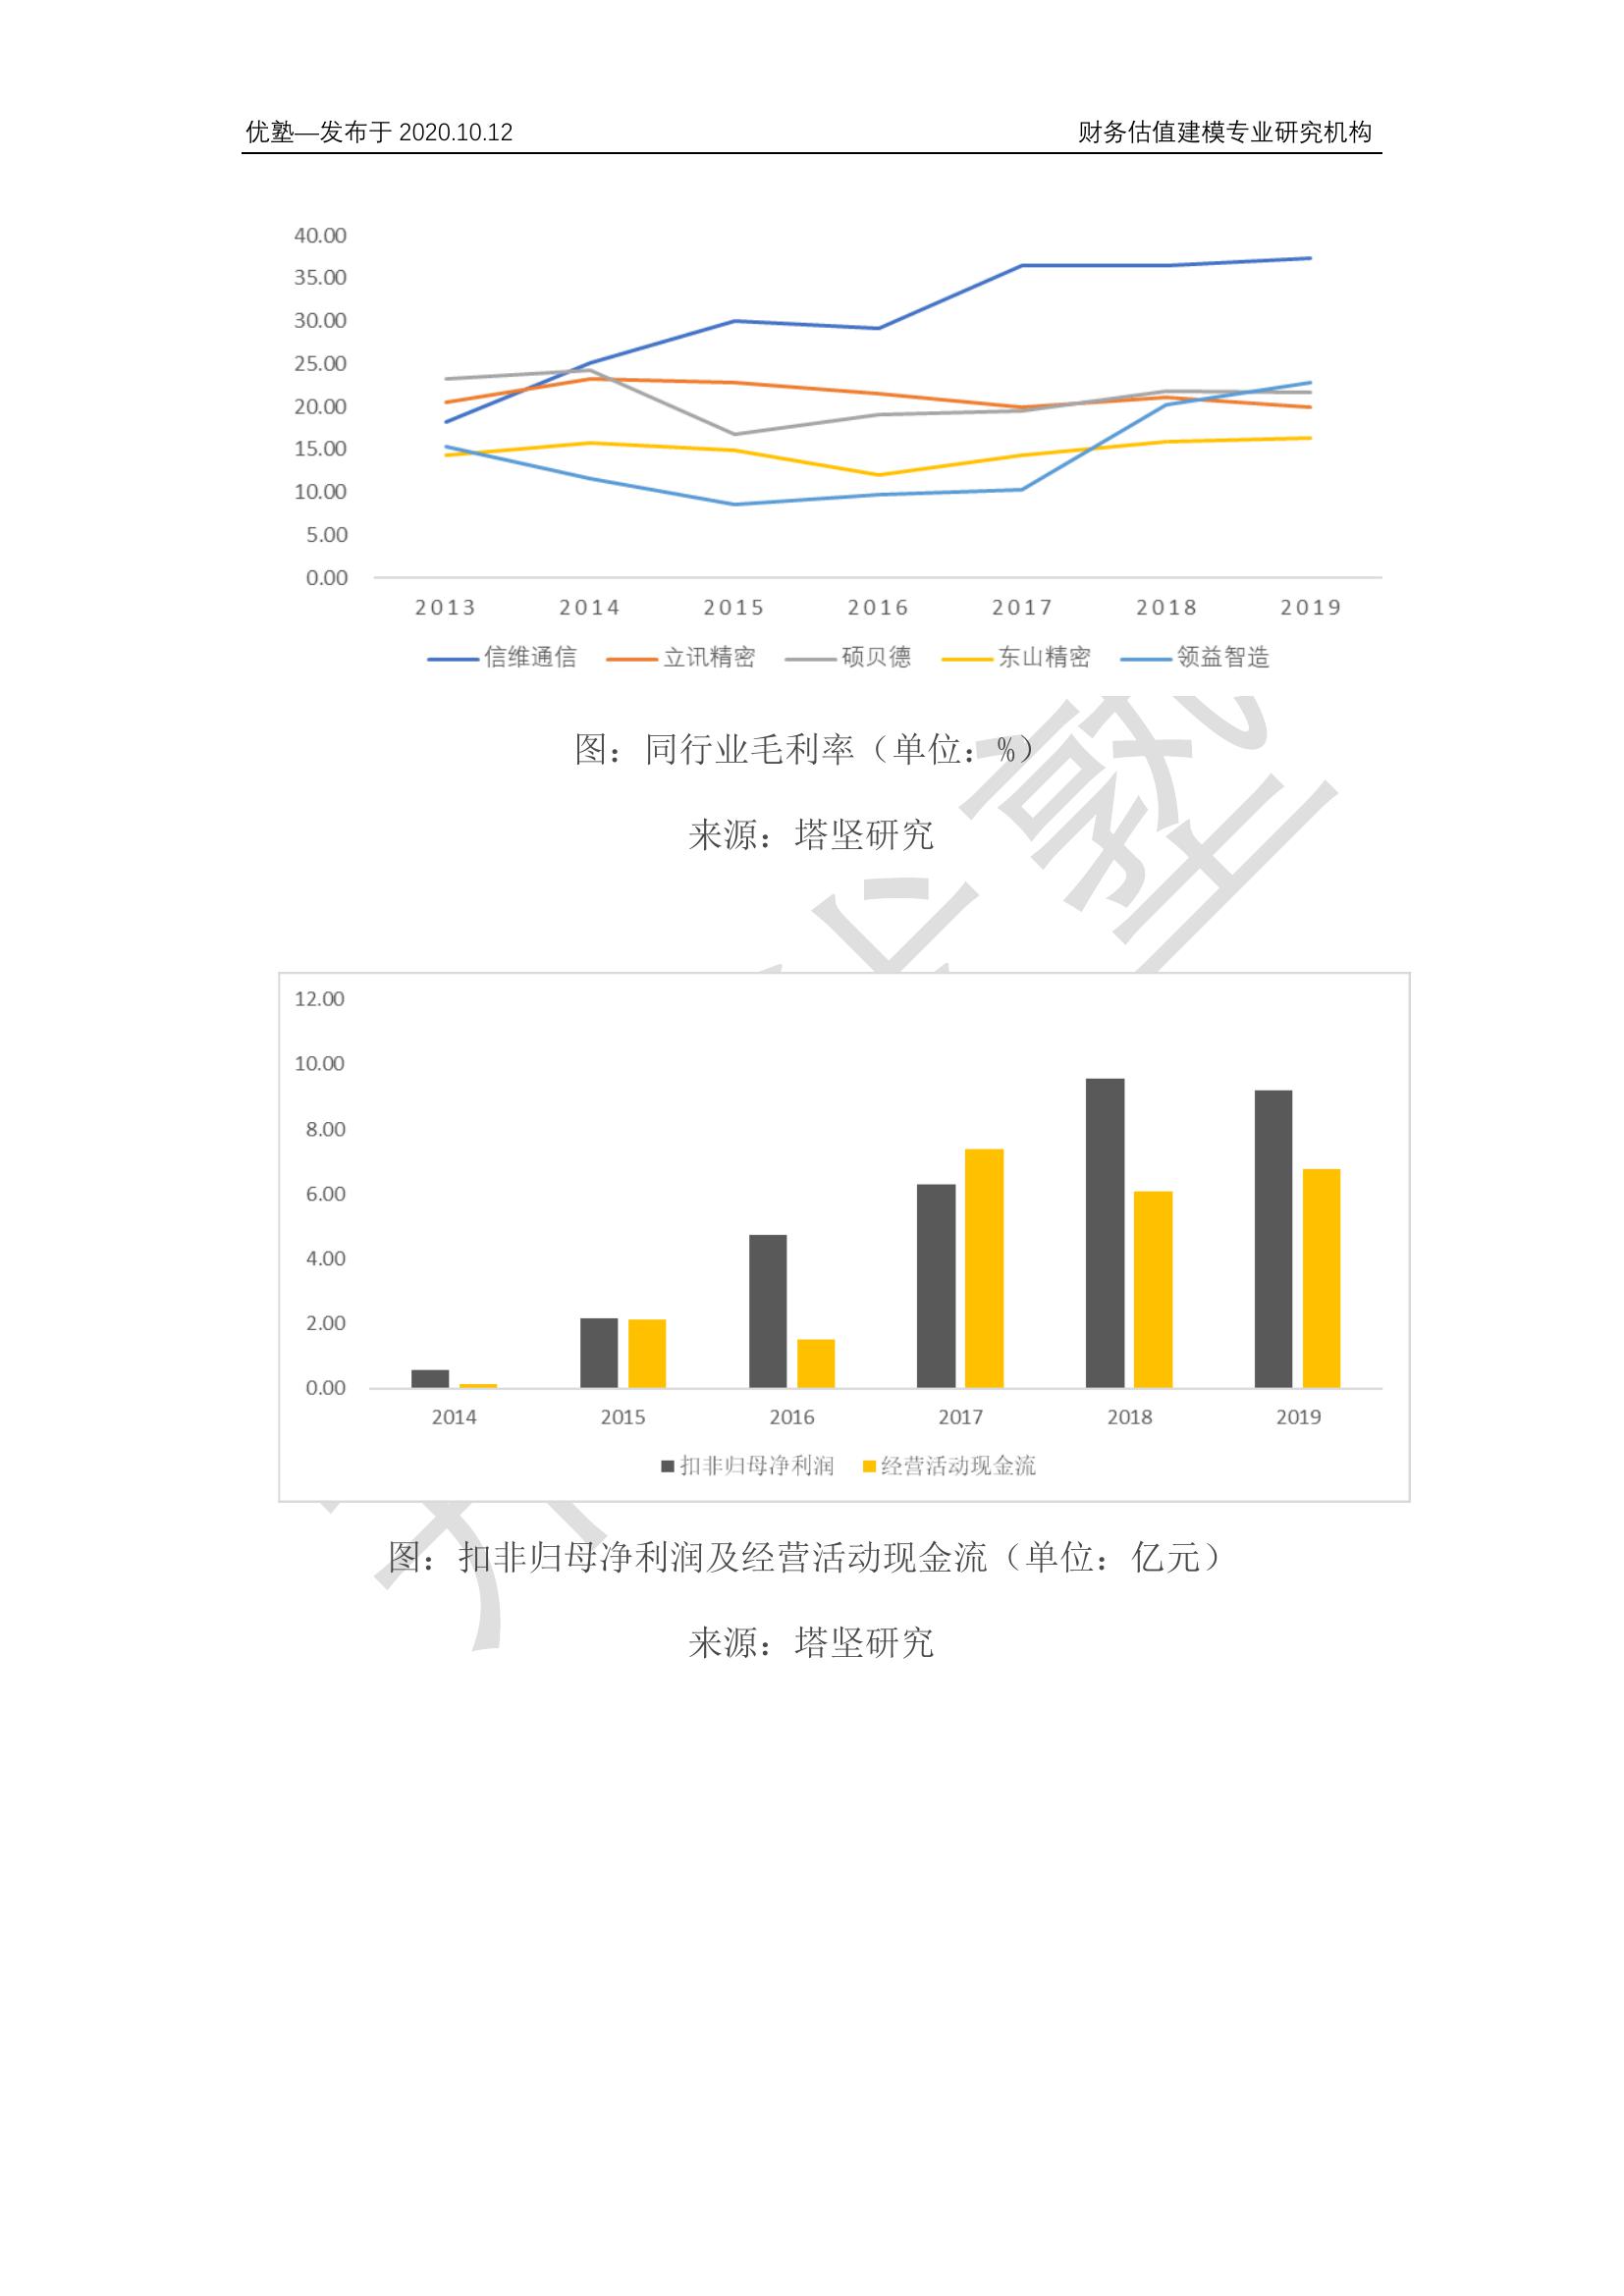 优塾—发布于 2020.10.12
财务估值建模专业研究机构
40.00
35.00
30.00
25.00
20.00
15.00
10.00
5.00
0.00
2013 2014 2015 2016 2017 2018 2019
信维通信 立讯精密 硕贝德 东山精密 领益智造
图：同行业毛利率（单位：%）
来源：塔坚研究
12.00
10.00
8.00
6.00
4.00
2.00
0.00
2014 2015 2016 2017 2018 2019
扣非归母净利润 经营活动现金流
图：扣非归母净利润及经营活动现金流（单位：亿元）
来源：塔坚研究